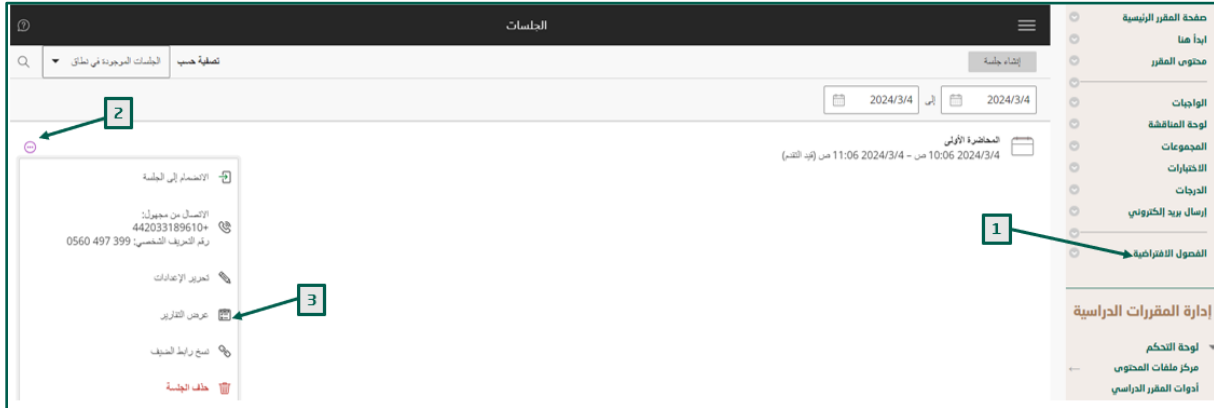 صفحة المقرر الرئيسية
ابدأ هنا
محتوى المقرر
الواجبات
لوحة المناقشة
المجموعات
الاختبارات
الدرجات
إرسال بريد إلكتروني
الفصول الافتراضية
إدارة المقررات الدراسية
لوحة التحكم
مركز ملفات المحتوى
أدوات المقرر الدراسي
1
الجلسات
إنشاء جلسة
تصفية حسب
الجلسات الموجودة في نطاق
2024/3/4 إلى 2024/3/4
المحاضرة الأولى
2024/3/4 10:06 ص – 2024/3/4 11:06 ص (قيد التقدم)
2
الانضمام إلى الجلسة
الاتصال من مجهول:
+442033189610
رقم التعريف الشخصي: 399 497 0560
تحرير الإعدادات
عرض التقارير
3
نسخ رابط الضيف
حذف الجلسة